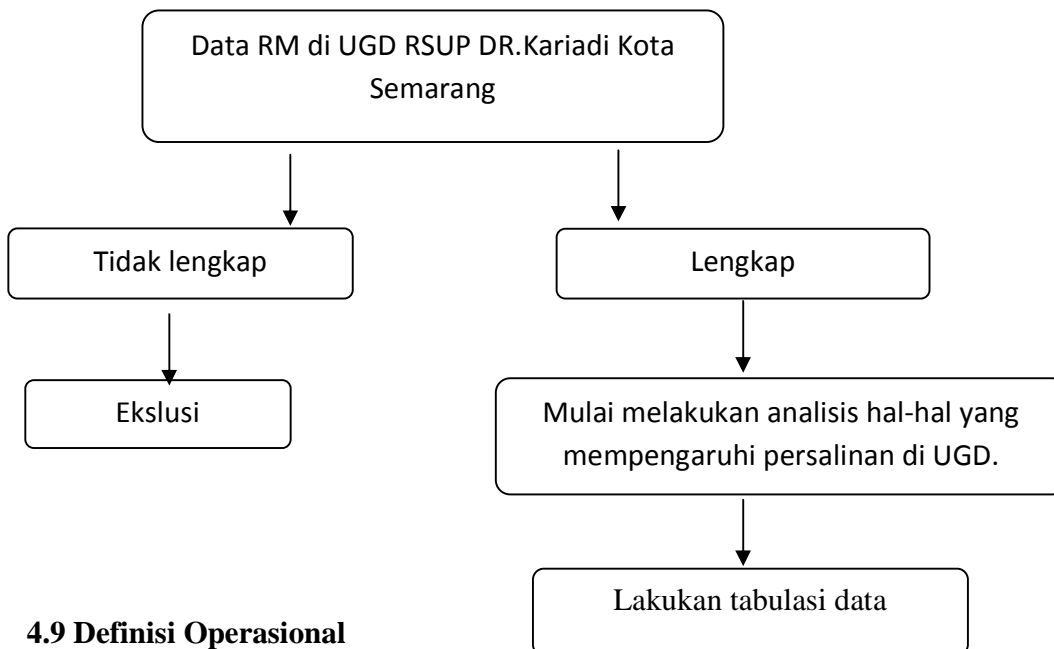 Data RM di UGD RSUP DR.Kariadi Kota
Semarang
Tidak lengkap
Lengkap
Ekslusi
Mulai melakukan analisis hal-hal yang
mempengaruhi persalinan di UGD.
Lakukan tabulasi data
4.9 Definisi Operasional